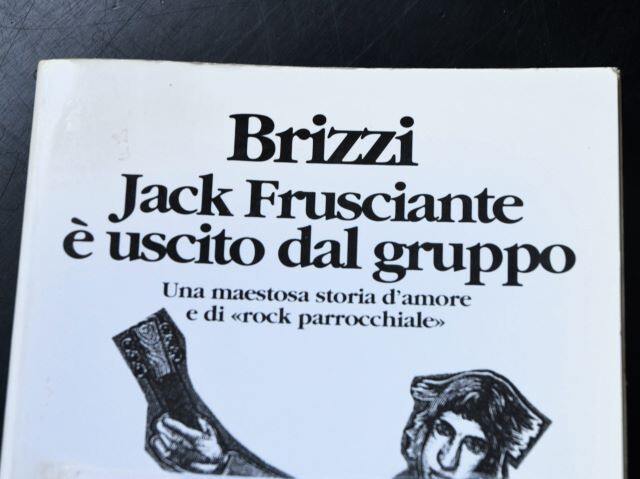 Brizzi
Jack Frusciante
è uscito dal gruppo
Una maestosa storia d'amore
e di «rock parrocchiale»